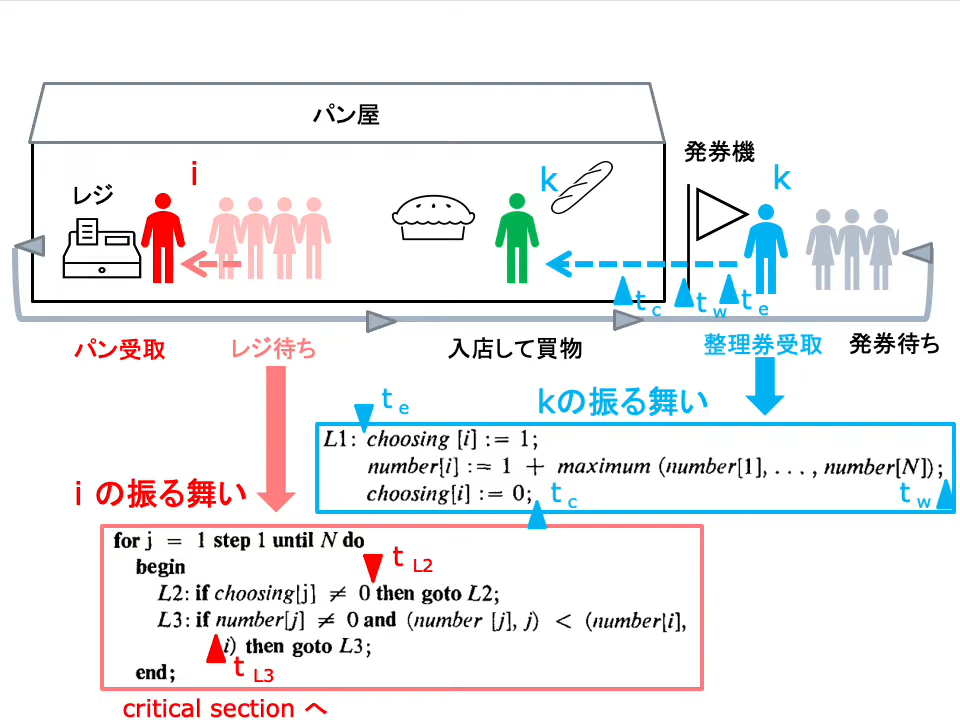 パン屋
発券機
i
k
k
レジ
t c
t w
t e
パン受取
レジ待ち
入店して買物
整理券受取
発券待ち
t e
kの振る舞い
L1: choosing [i] := 1;
number[i] := 1 + maximum (number[1], . . . , number[N]);
choosing[i] := 0;
t c
t w
i の振る舞い
for j = 1 step 1 until N do
t L2
begin
L2: if choosing[j] ≠ 0 then goto L2;
L3: if number[j] ≠ 0 and (number [j], j) < (number[i],
i) then goto L3;
t L3
end;
critical section へ